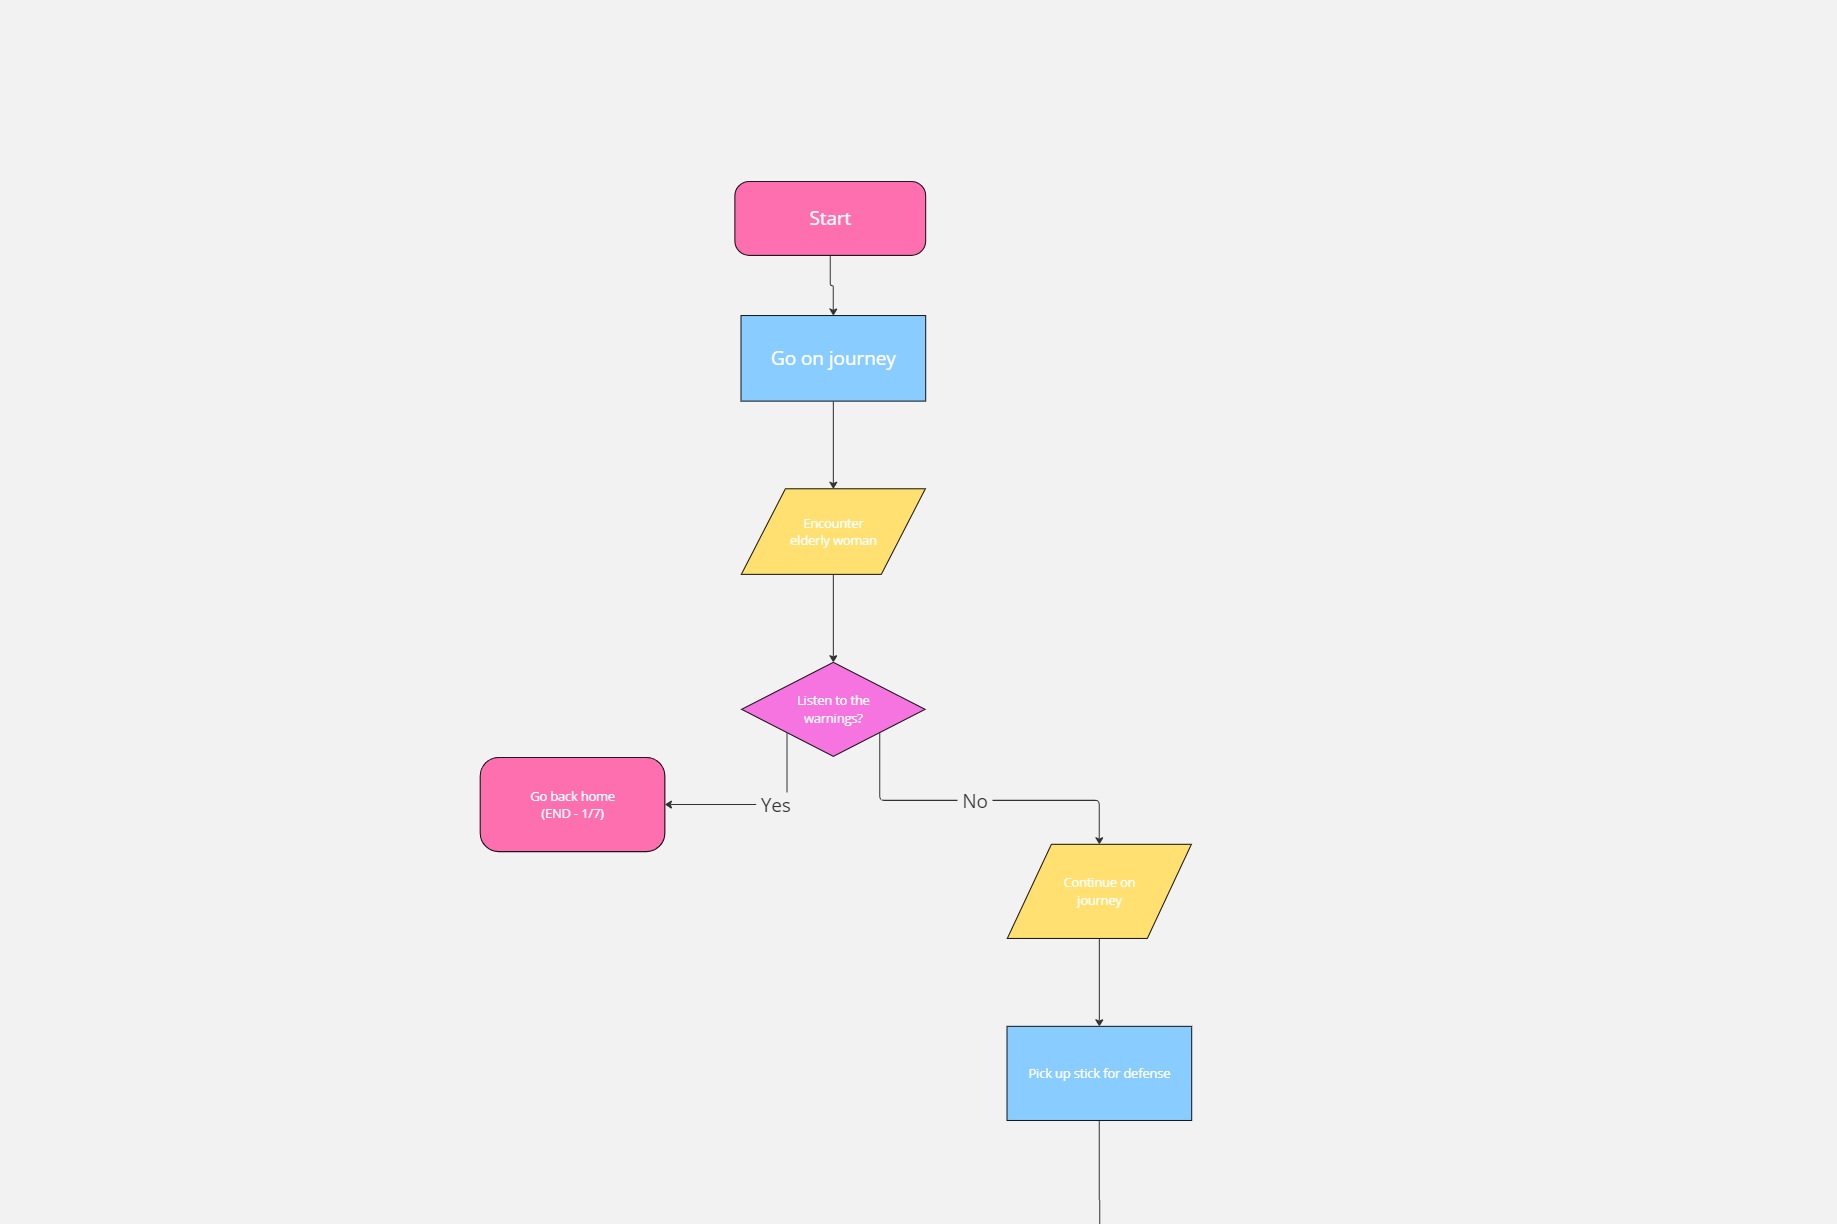 Start
Go on journey
Encounter
elderly woman
Listen to the
warnings?
Go back home
(END - 1/7)
Yes
No
Continue on
journey
Pick up stick for defense